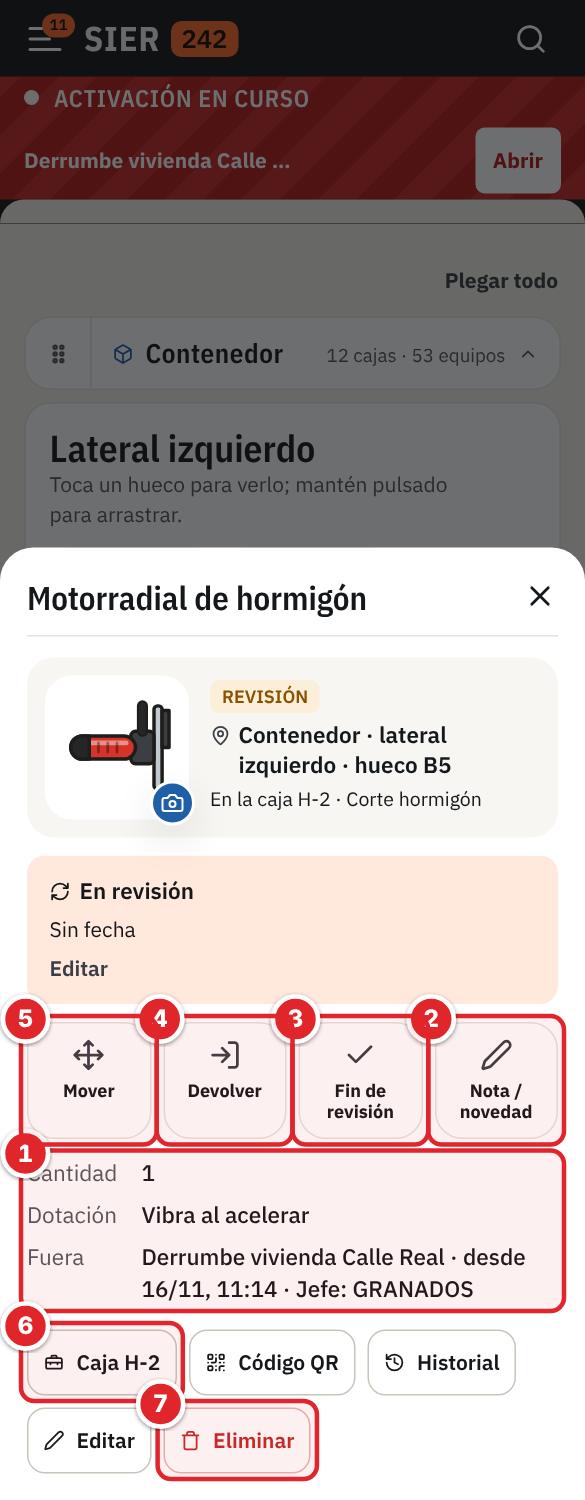 11
SIER 242
ACTIVACIÓN EN CURSO
Derrumbe vivienda Calle ...
Abrir
Plegar todo
Contenedor
12 cajas · 53 equipos
Lateral izquierdo
Toca un hueco para verlo; mantén pulsado
para arrastrar.
Motorradial de hormigón
REVISIÓN
Contenedor · lateral
izquierdo · hueco B5
En la caja H-2 · Corte hormigón
En revisión
Sin fecha
Editar
5
4
3
2
Mover
Devolver
Fin de
revisión
Nota /
novedad
1
Cantidad 1
Dotación Vibra al acelerar
Fuera Derrumbe vivienda Calle Real · desde
16/11, 11:14 · Jefe: GRANADOS
6
Caja H-2
Código QR
Historial
7
Editar
Eliminar